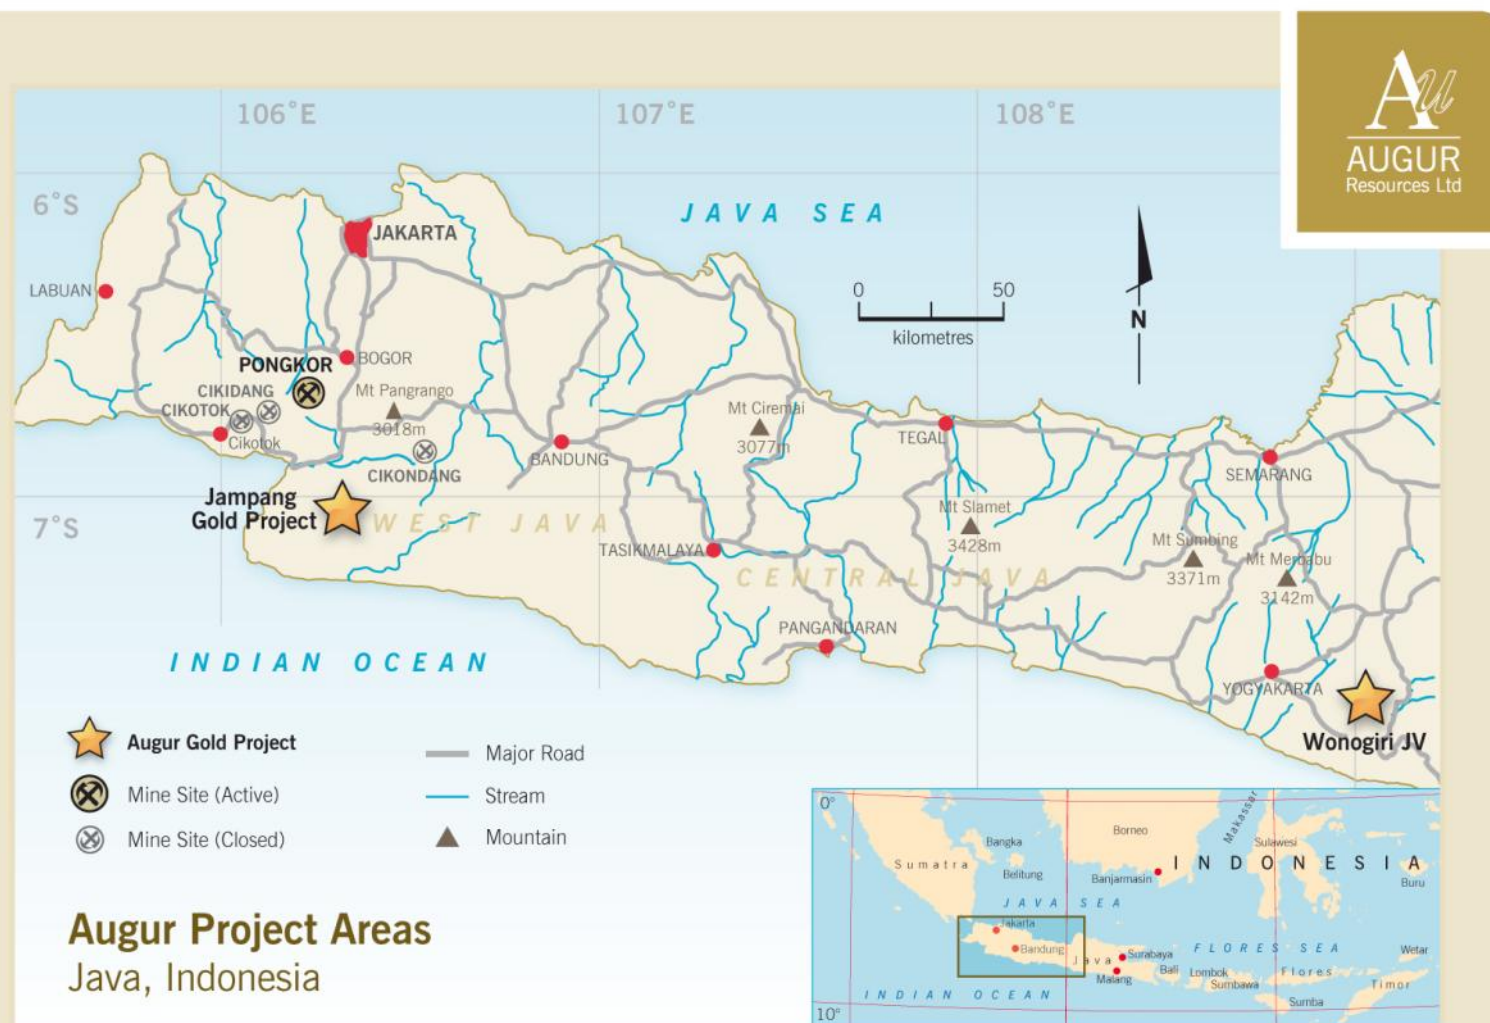 106°E
107°E
108°E
Au
AUGUR
Resources Ltd
6°S
JAVA SEA
JAKARTA
LABUAN
0
50
kilometres
N
PONGKOR
BOGOR
CIKIDANG
Mt Pangrango
3018m
CIKOTOK
Cikotok
Mt Ciremai
3077m
TEGAL
BANDUNG
CIKONDANG
SEMARANG
Jampang
Gold Project
7°S
WEST JAVA
Mt Slamet
3428m
TASIKMALAYA
Mt Sumbing
3371m
Mt Merbabu
3142m
CENTRAL JAVA
PANGANDARAN
INDIAN OCEAN
YOGYAKARTA
Wonogiri JV
Augur Gold Project
Mine Site (Active)
Mine Site (Closed)
Major Road
Stream
Mountain
Augur Project Areas
Java, Indonesia
0°
Sumatra
Bangka
Belitung
Borneo
Banjarmasin
Makassar
Sulawesi
INDONESIA
Buru
JAVA SEA
Jakarta
Bandung
Java
Surabaya
Malang
Bali
FLORES SEA
Lombok
Sumbawa
Flores
Wetar
Timor
Sumba
INDIAN OCEAN
10°